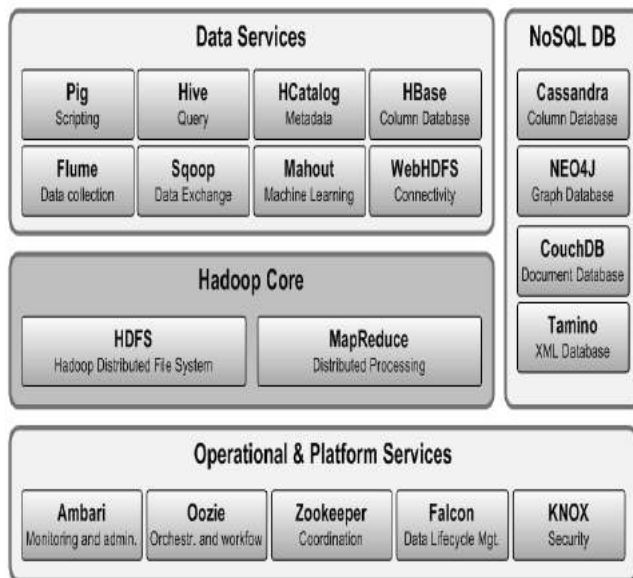 Data Services
Pig
Scripting
Hive
Query
HCatalog
Metadata
HBase
Column Database
Flume
Data collection
Sqoop
Data Exchange
Mahout
Machine Learning
WebHDFS
Connectivity
Hadoop Core
HDFS
Hadoop Distributed File System
MapReduce
Distributed Processing
NoSQL DB
Cassandra
Column Database
NEO4J
Graph Database
CouchDB
Document Database
Tamino
XML Database
Operational & Platform Services
Ambari
Monitoring and admin.
Oozie
Orchestr. and workfow
Zookeeper
Coordination
Falcon
Data Lifecycle Mgt.
KNOX
Security